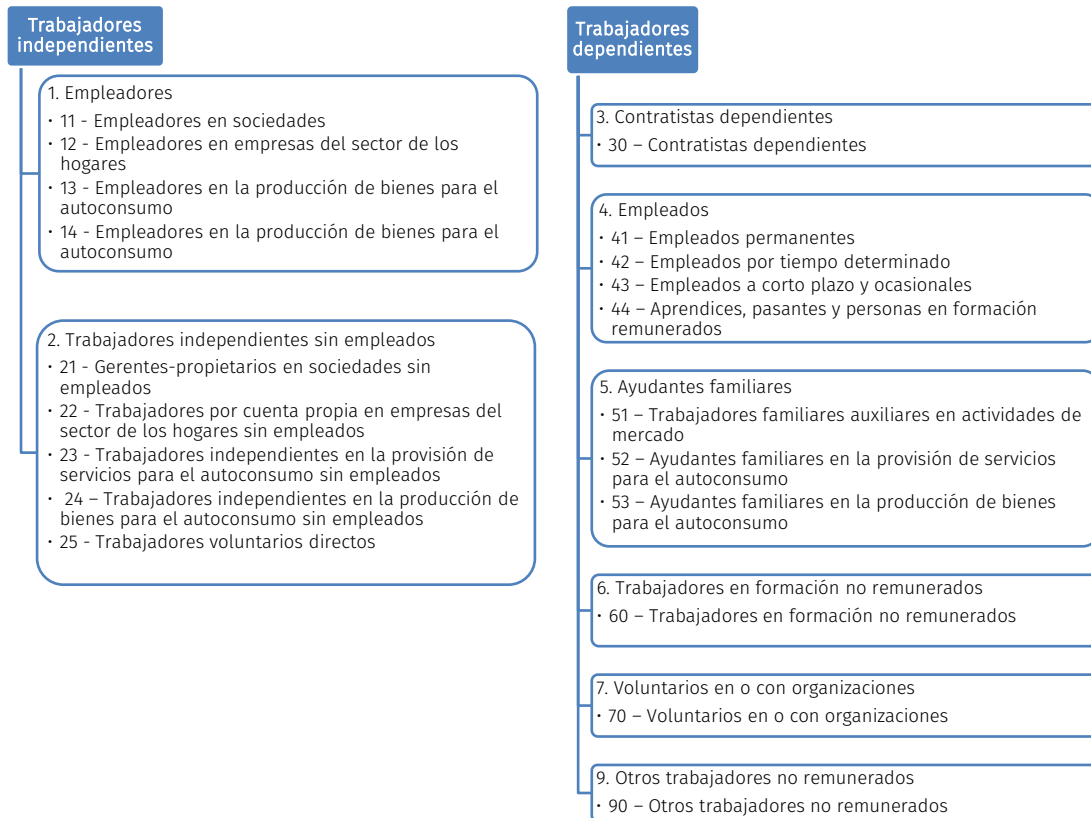 Trabajadores
independientes
1. Empleadores
• 11 - Empleadores en sociedades
• 12 - Empleadores en empresas del sector de los
hogares
• 13 - Empleadores en la producción de bienes para el
autoconsumo
• 14 - Empleadores en la producción de bienes para el
autoconsumo
2. Trabajadores independientes sin empleados
• 21 - Gerentes-propietarios en sociedades sin
empleados
• 22 - Trabajadores por cuenta propia en empresas del
sector de los hogares sin empleados
• 23 - Trabajadores independientes en la provisión de
servicios para el autoconsumo sin empleados
• 24 – Trabajadores independientes en la producción de
bienes para el autoconsumo sin empleados
• 25 - Trabajadores voluntarios directos
Trabajadores
dependientes
3. Contratistas dependientes
• 30 – Contratistas dependientes
4. Empleados
• 41 – Empleados permanentes
• 42 – Empleados por tiempo determinado
• 43 – Empleados a corto plazo y ocasionales
• 44 – Aprendices, pasantes y personas en formación
remunerados
5. Ayudantes familiares
• 51 – Trabajadores familiares auxiliares en actividades de
mercado
• 52 – Ayudantes familiares en la provisión de servicios
para el autoconsumo
• 53 – Ayudantes familiares en la producción de bienes
para el autoconsumo
6. Trabajadores en formación no remunerados
• 60 – Trabajadores en formación no remunerados
7. Voluntarios en o con organizaciones
• 70 – Voluntarios en o con organizaciones
9. Otros trabajadores no remunerados
• 90 – Otros trabajadores no remunerados